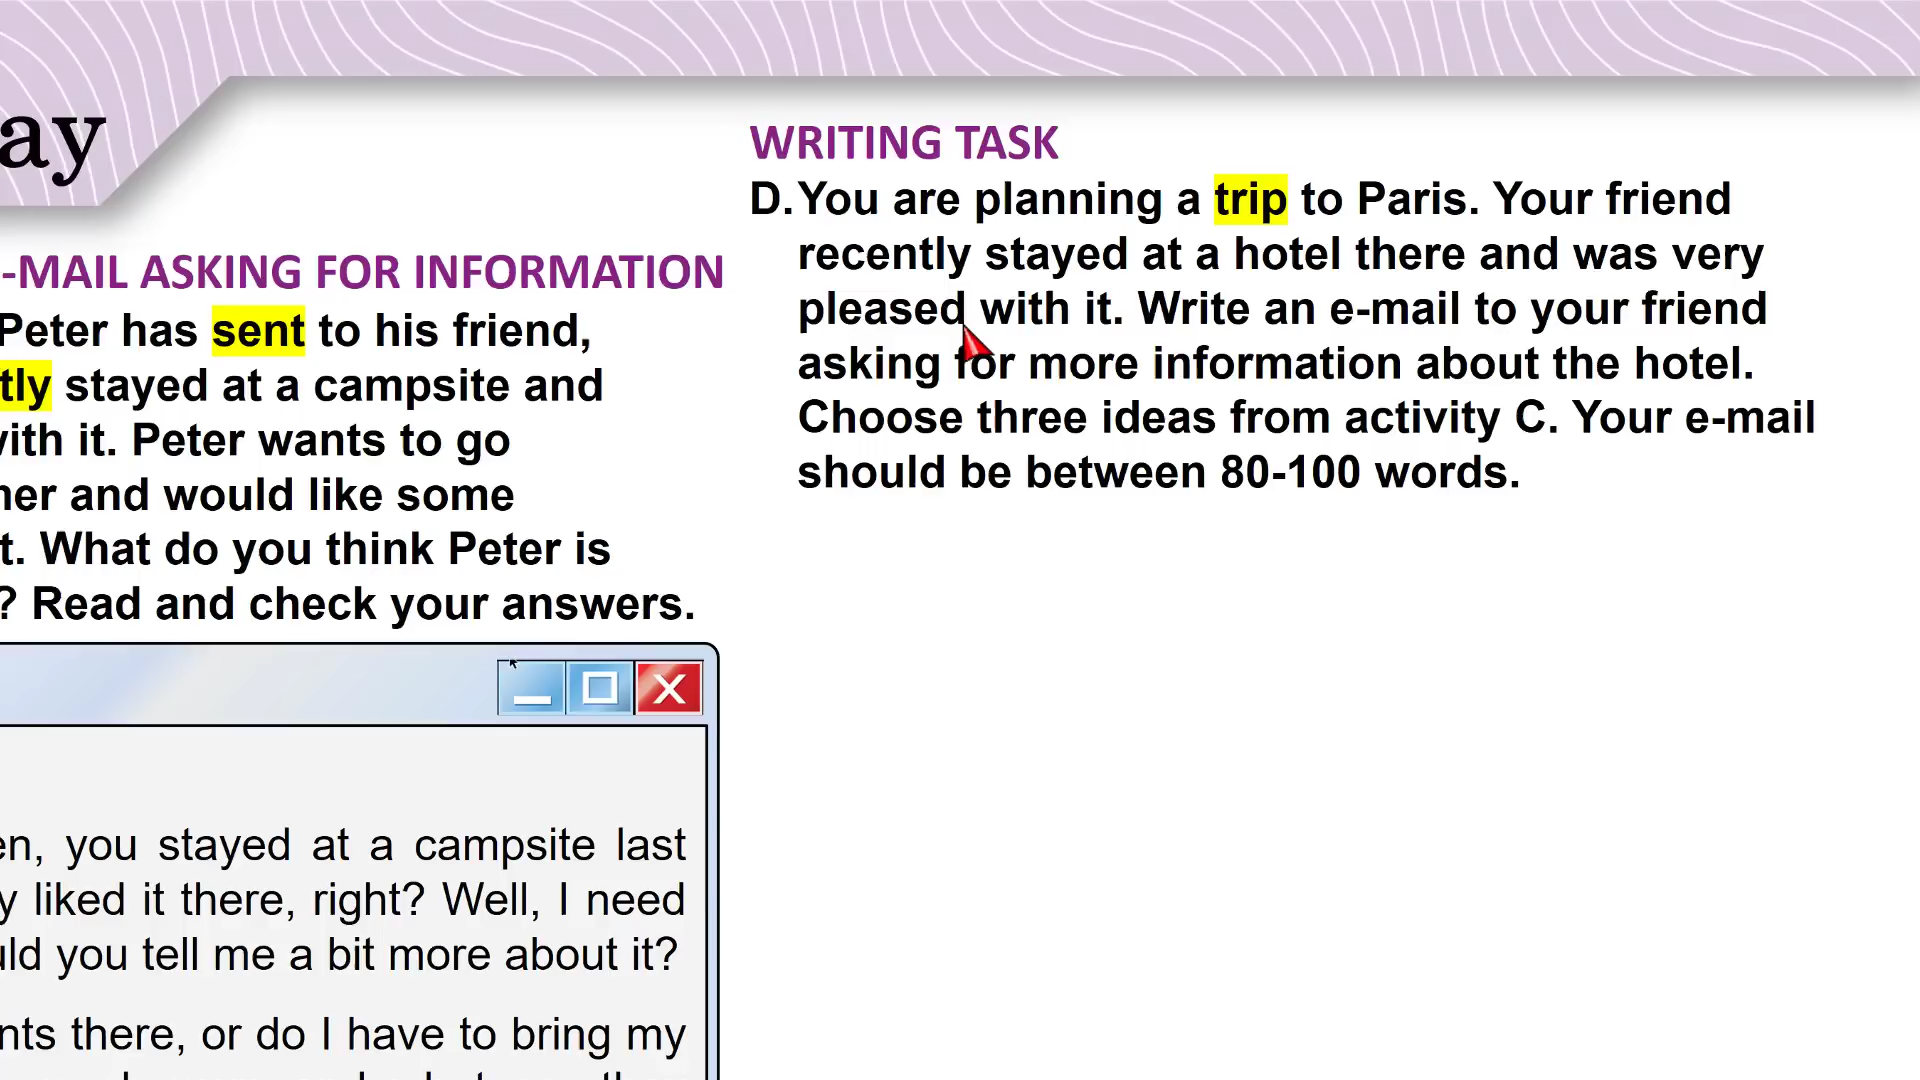 ay
-MAIL ASKING FOR INFORMATION
Peter has sent to his friend,
tly stayed at a campsite and
with it. Peter wants to go
her and would like some
t. What do you think Peter is
? Read and check your answers.
en, you stayed at a campsite last
y liked it there, right? Well, I need
uld you tell me a bit more about it?
nts there, or do I have to bring my
WRITING TASK
D. You are planning a trip to Paris. Your friend
recently stayed at a hotel there and was very
pleased with it. Write an e-mail to your friend
asking for more information about the hotel.
Choose three ideas from activity C. Your e-mail
should be between 80-100 words.